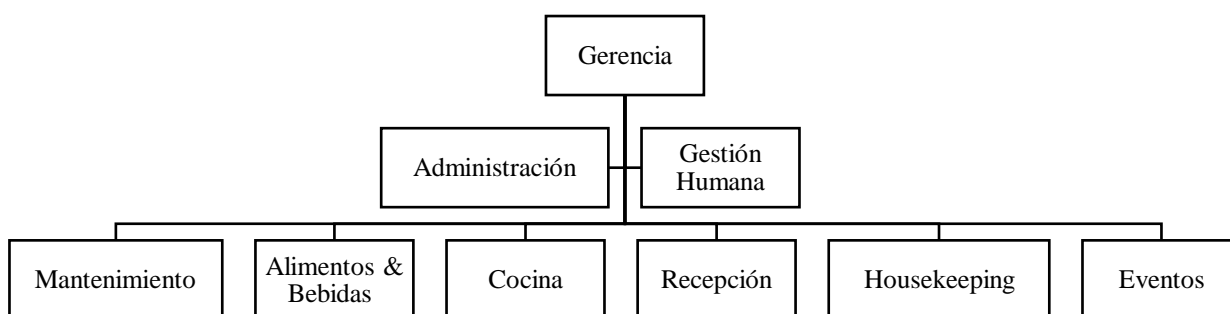 Gerencia
Administración
Gestión
Humana
Mantenimiento
Alimentos &
Bebidas
Cocina
Recepción
Housekeeping
Eventos